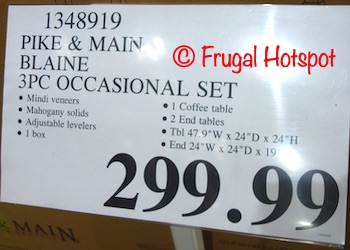 1348919
PIKE & MAIN
BLAINE
3PC OCCASIONAL SET
© Frugal Hotspot
• Mindi veneers
• Mahogany solids
• Adjustable levelers
• 1 box
• 1 Coffee table
• 2 End tables
• Tbl 47.9"W x 24"D x 24"H
• End 24"W x 24"D x 19"
299.99
MAIN